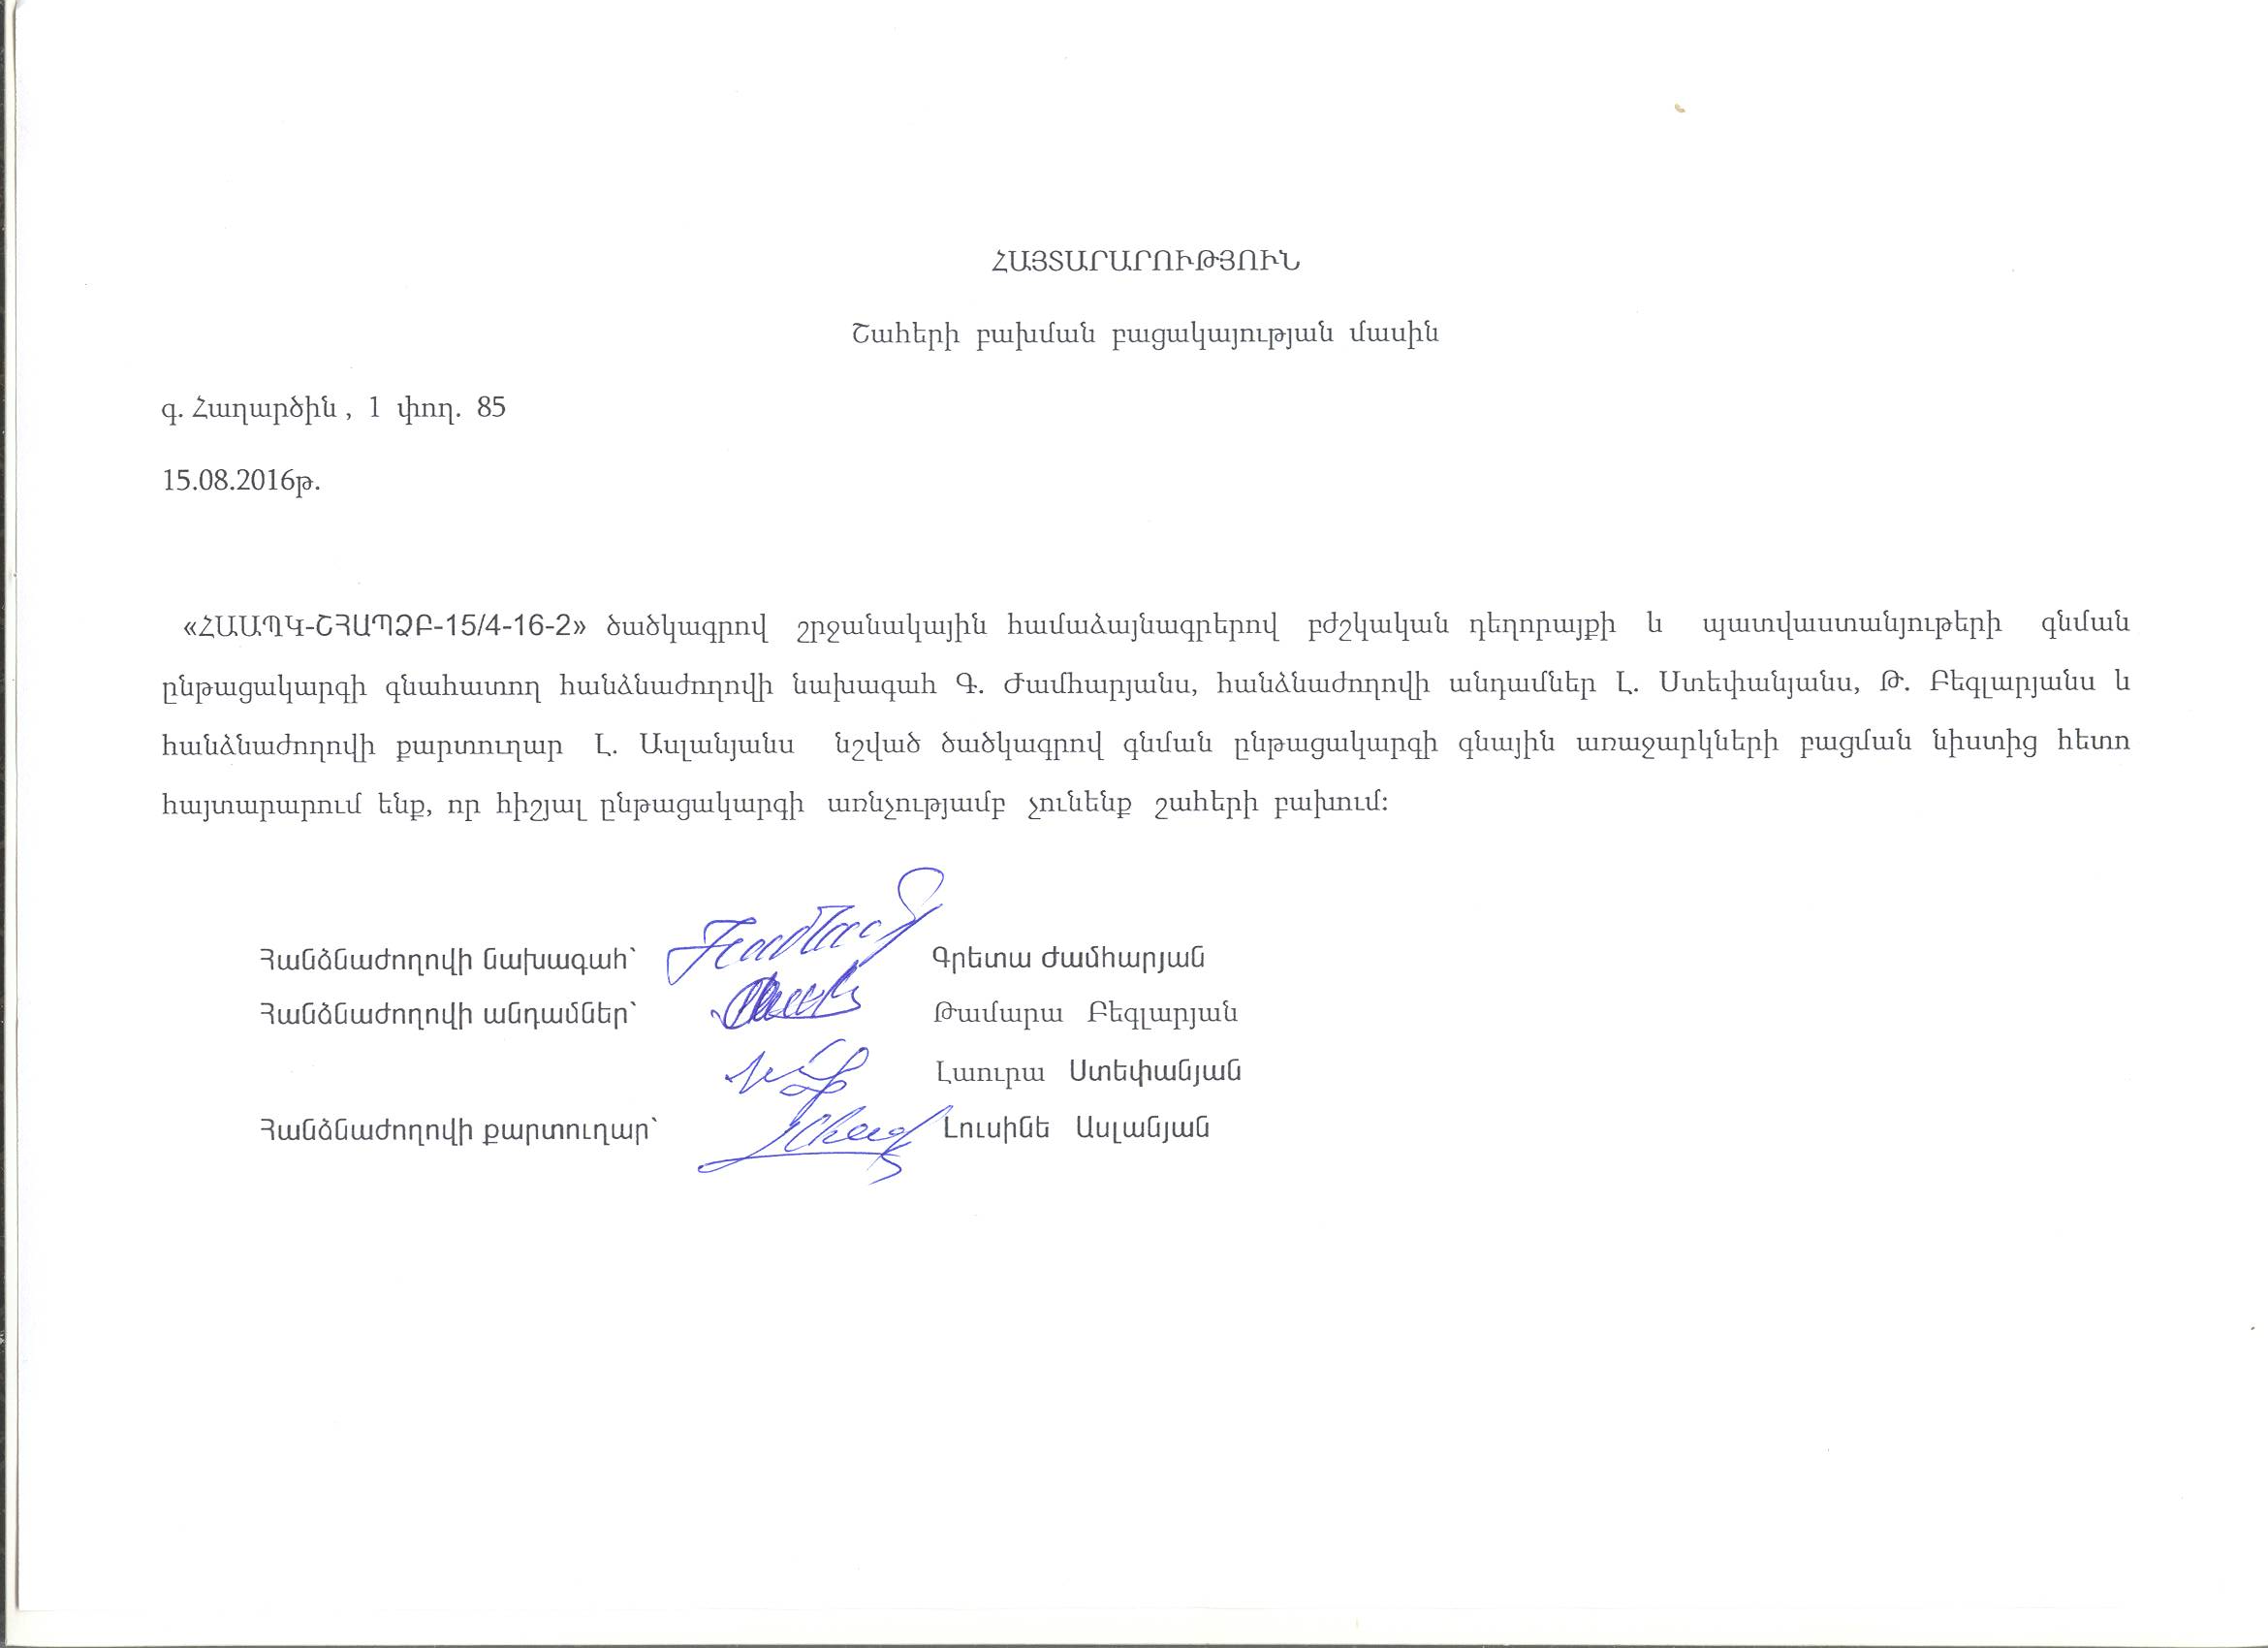 ՀԱՅՏԱՐԱՐՈՒԹՅՈՒՆ
Շահերի բախման բացակայության մասին
գ. Հաղարծին , 1 փող. 85
15.08.2016թ.
«ՀԱԱՊԿ-ՇՀԱՊՁԲ-15/4-16-2» ծածկագրով շրջանակային համաձայնագրերով բժշկական դեղորայքի և պատվաստանյութերի գնման
ընթացակարգի գնահատող հանձնաժողովի նախագահ Գ. Ժամհարյանս, հանձնաժողովի անդամներ Լ. Ստեփանյանս, Թ. Բեգլարյանս և
հանձնաժողովի քարտուղար Լ. Ասլանյանս նշված ծածկագրով գնման ընթացակարգի գնային առաջարկների բացման նիստից հետո
հայտարարում ենք, որ հիշյալ ընթացակարգի առնչությամբ չունենք շահերի բախում:
Հանձնաժողովի նախագահ՝ Գրետա Ժամհարյան
Հանձնաժողովի անդամներ՝ Թամարա Բեգլարյան
Լաուրա Ստեփանյան
Հանձնաժողովի քարտուղար՝ Լուսինե Ասլանյան